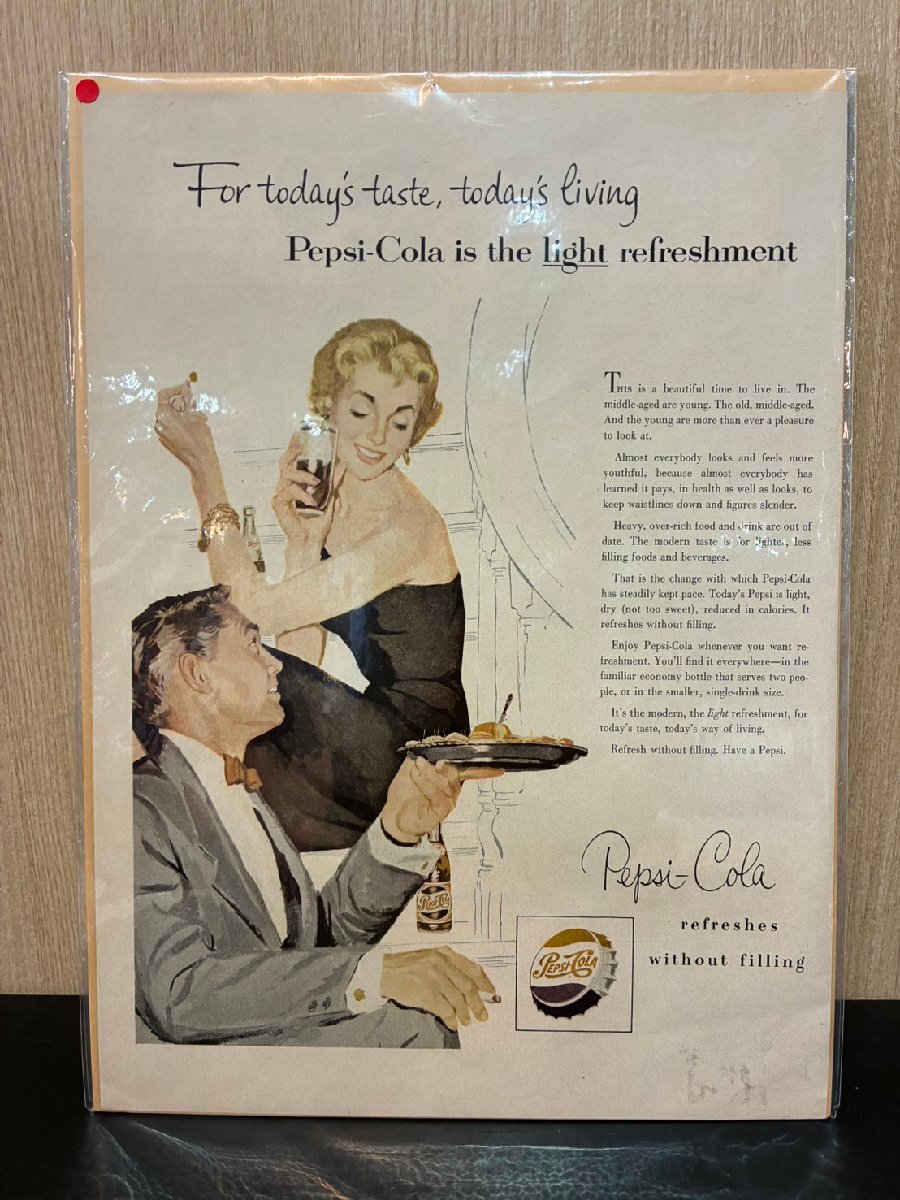 For today's taste, today's living
Pepsi-Cola is the light refreshment
THIS is a beautiful time to live in. The
middle-aged are young. The old, middle-aged.
And the young are more than ever a pleasure
to look at.
Almost everybody looks and feels more
youthful, because almost everybody has
learned it pays, in health as well as looks, to
keep waistlines down and figures slender.
Heavy, over-rich food and drink are out of
date. The modern taste is for lighter, less
filling foods and beverages.
That is the change with which Pepsi-Cola
has steadily kept pace. Today's Pepsi is light,
dry (not too sweet), reduced in calories. It
refreshes without filling.
Enjoy Pepsi-Cola whenever you want re-
freshment. You'll find it everywhere—in the
familiar economy bottle that serves two peo-
ple, or in the smaller, single-drink size.
It's the modern, the light refreshment, for
today's taste, today's way of living.
Refresh without filling. Have a Pepsi.
Pepsi-Cola
refreshes
without filling
PEPSI-COLA
PEPSI-COLA